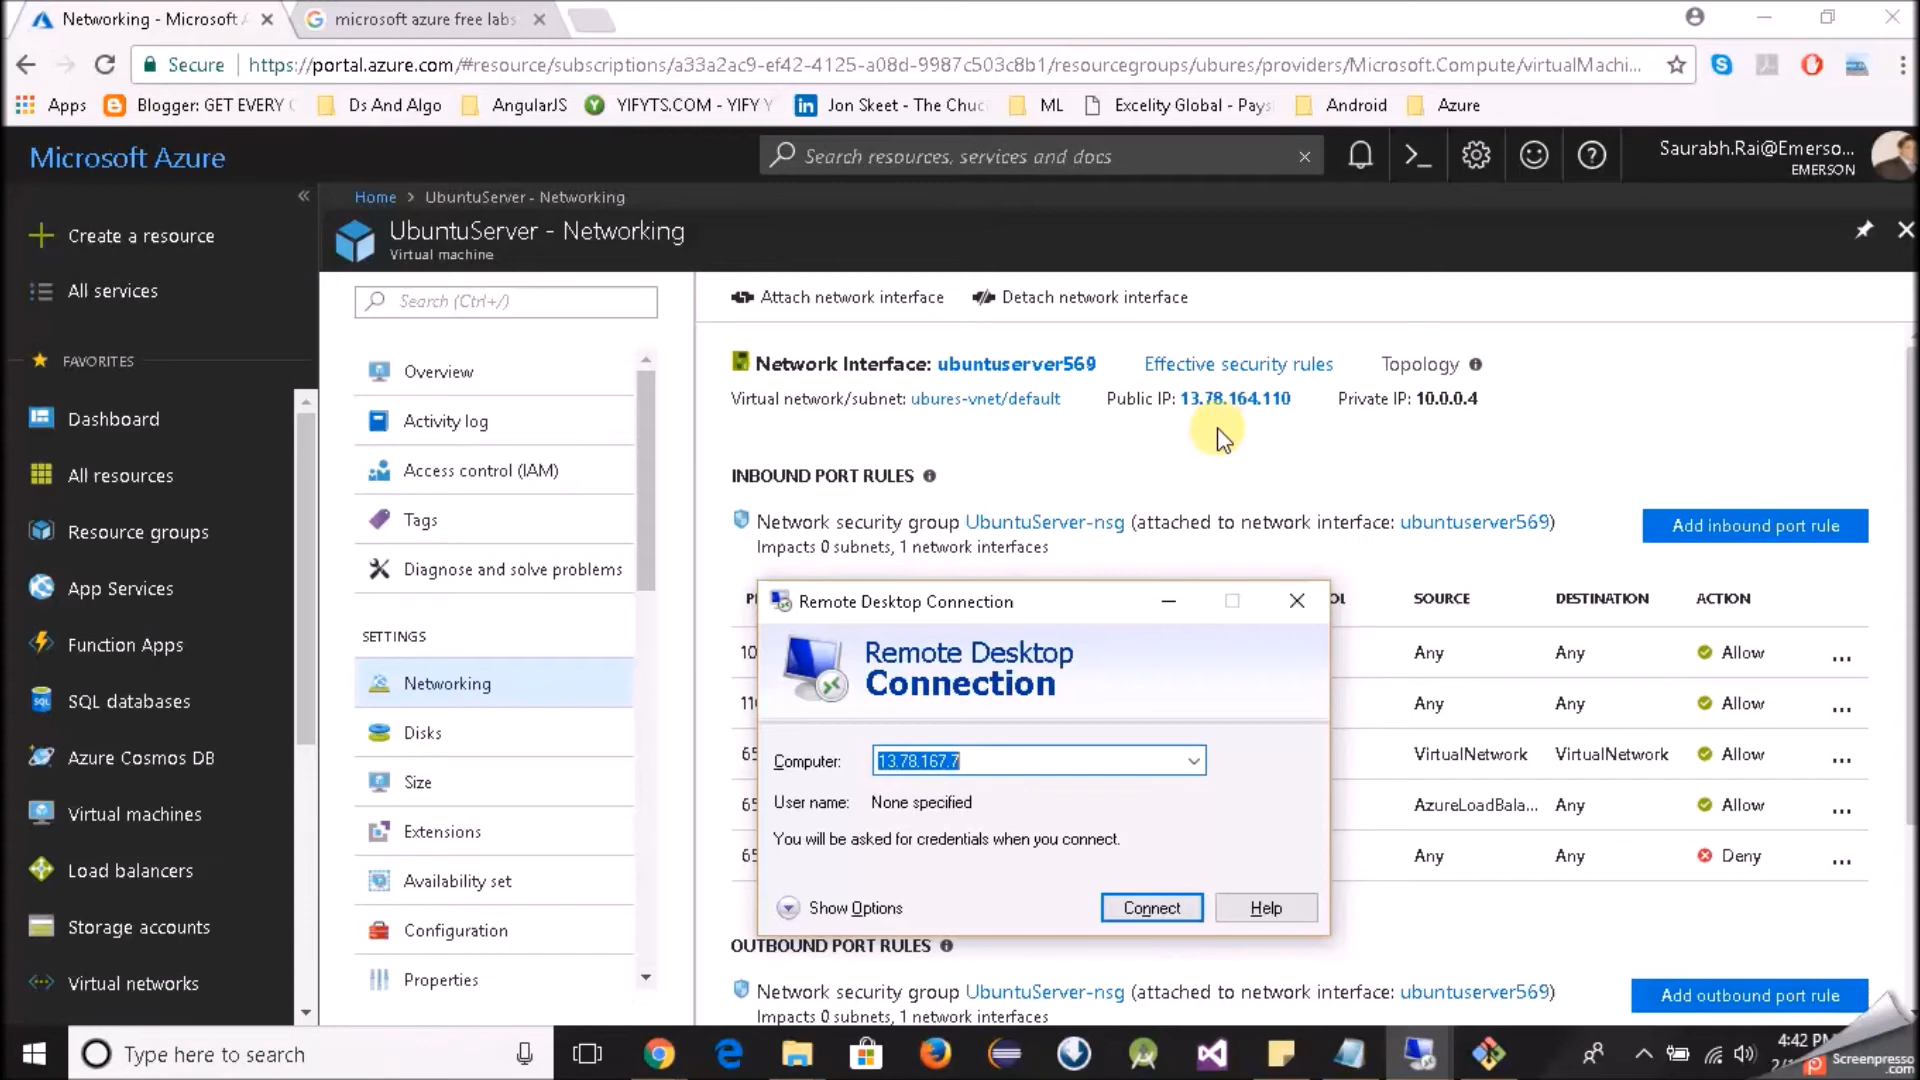 Networking - Microsoft A
microsoft azure free labs
Secure https://portal.azure.com/#resource/subscriptions/a33a2ac9-ef42-4125-a08d-9987c503c8b1/resourcegroups/ubures/providers/Microsoft.Compute/virtualMachi...
Apps Blogger: GET EVERY Ds And Algo AngularJS YIFYTS.COM - YIFY Jon Skeet - The Chuc ML Excelity Global - Pays Android Azure
Microsoft Azure
Search resources, services and docs
Saurabh.Rai@Emerso...
EMERSON
Create a resource
All services
FAVORITES
Dashboard
All resources
Resource groups
App Services
Function Apps
SQL databases
Azure Cosmos DB
Virtual machines
Load balancers
Storage accounts
Virtual networks
Home > UbuntuServer - Networking
UbuntuServer - Networking
Virtual machine
Search (Ctrl+/)
Overview
Activity log
Access control (IAM)
Tags
Diagnose and solve problems
SETTINGS
Networking
Disks
Size
Extensions
Availability set
Configuration
Properties
Attach network interface Detach network interface
Network Interface: ubuntuserver569 Effective security rules Topology
Virtual network/subnet: ubures-vnet/default Public IP: 13.78.164.110 Private IP: 10.0.0.4
INBOUND PORT RULES
Network security group UbuntuServer-nsg (attached to network interface: ubuntuserver569)
Impacts 0 subnets, 1 network interfaces
Add inbound port rule
SOURCE DESTINATION ACTION
Any Any Allow ...
Any Any Allow ...
VirtualNetwork VirtualNetwork Allow ...
AzureLoadBala... Any Allow ...
Any Any Deny ...
Remote Desktop Connection
Remote Desktop
Connection
Computer: 13.78.167.7
User name: None specified
You will be asked for credentials when you connect.
Show Options Connect Help
OUTBOUND PORT RULES
Network security group UbuntuServer-nsg (attached to network interface: ubuntuserver569)
Impacts 0 subnets, 1 network interfaces
Add outbound port rule
Type here to search
4:42 PM
Screenpresso
.com